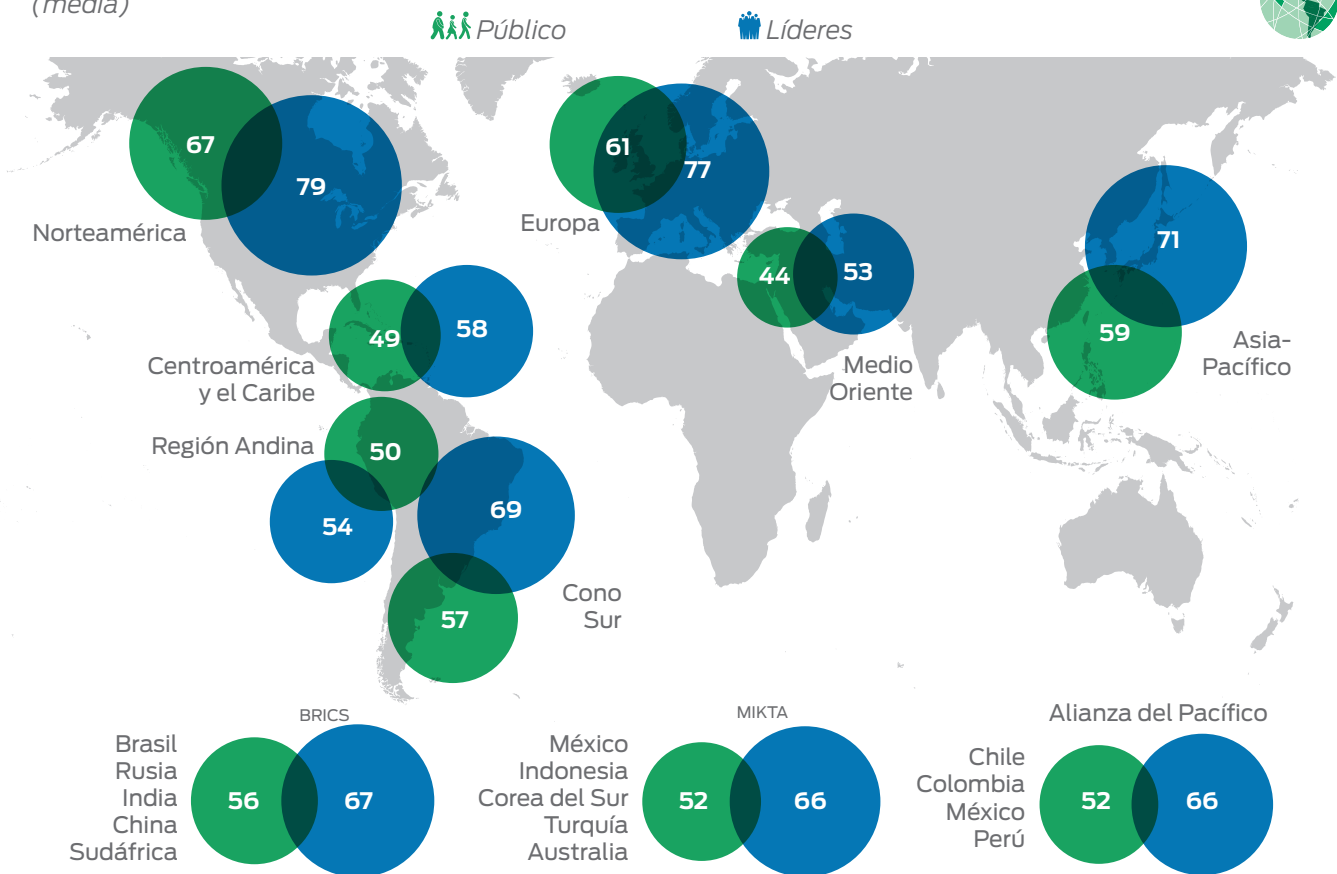 (media)
Público
Líderes
67
79
Norteamérica
61
77
Europa
44
53
Medio
Oriente
71
59
Asia-
Pacífico
49
58
Centroamérica
y el Caribe
Región Andina
50
54
69
57
Cono
Sur
BRICS
Brasil
Rusia
India
China
Sudáfrica
56
67
MIKTA
México
Indonesia
Corea del Sur
Turquía
Australia
52
66
Alianza del Pacífico
Chile
Colombia
México
Perú
52
66